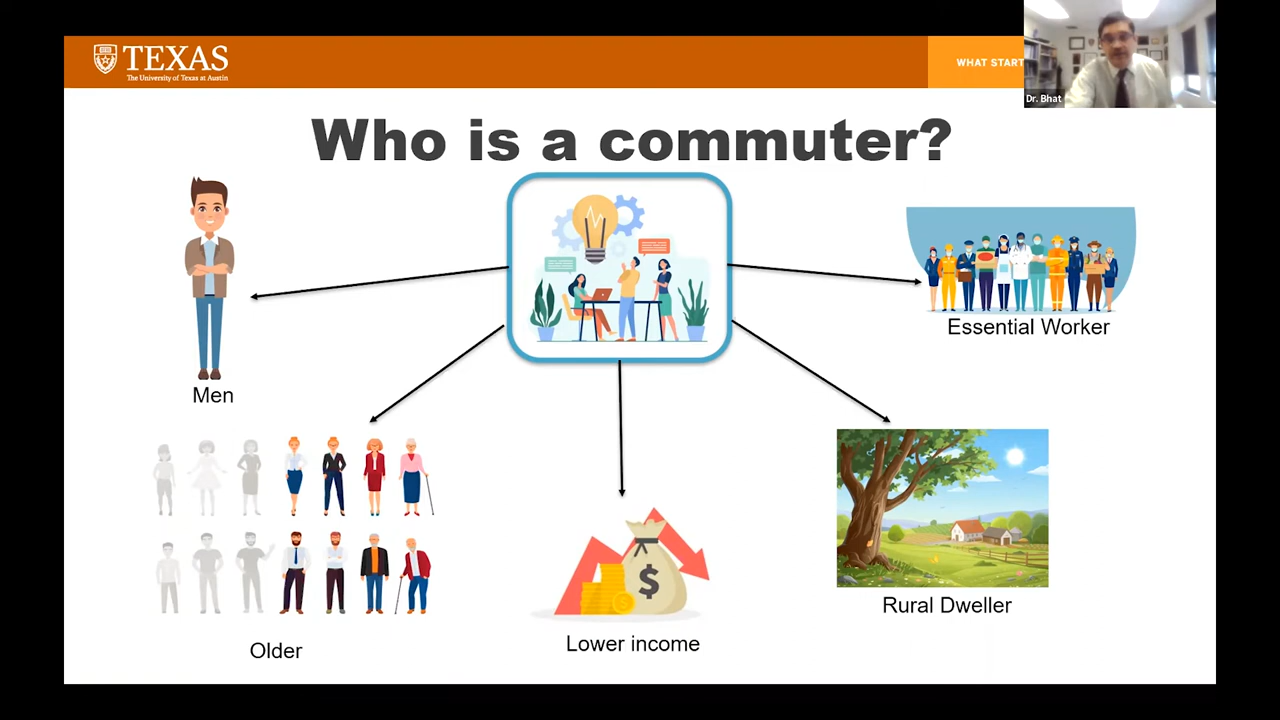 TEXAS
The University of Texas at Austin
WHAT START
Dr. Bhat
Who is a commuter?
Men
Essential Worker
Older
$
Lower income
Rural Dweller